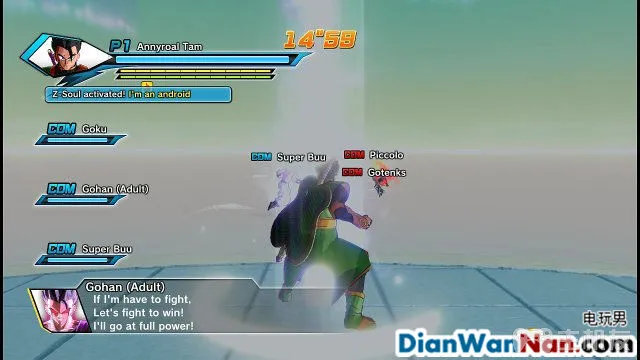 P1 Annyroal Tam
14"59
Z-Soul activated! I'm an android
COM Goku
COM Super Buu
COM Piccolo
COM Gotenks
COM Gohan (Adult)
COM Super Buu
Gohan (Adult)
If I'm have to fight,
Let's fight to win!
I'll go at full power!
电玩男
DianWanNan.com